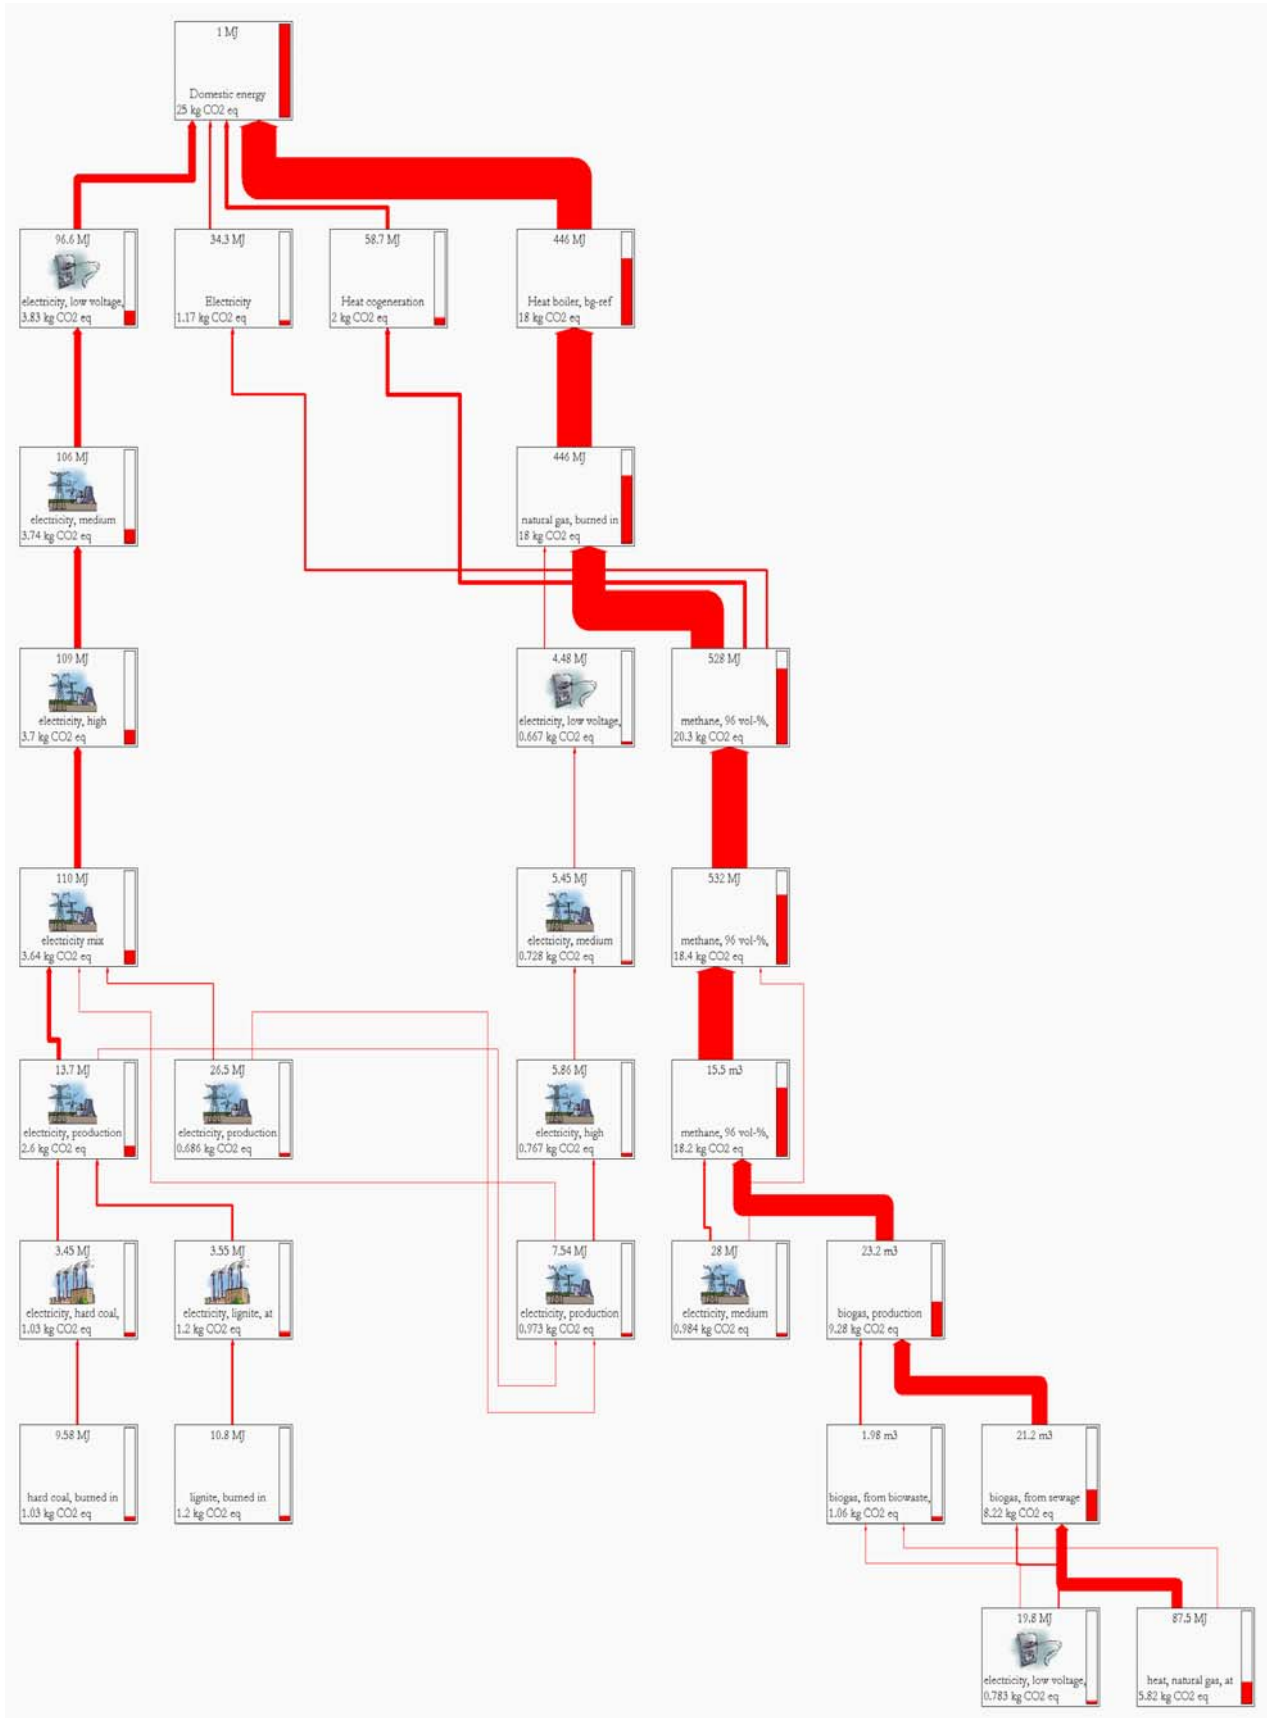 1 MJ
Domestic energy
25 kg CO2 eq
96.6 MJ
electricity, low voltage,
3.83 kg CO2 eq
34.3 MJ
Electricity
1.17 kg CO2 eq
58.7 MJ
Heat cogeneration
2 kg CO2 eq
446 MJ
Heat boiler, bg-ref
18 kg CO2 eq
106 MJ
electricity, medium
3.74 kg CO2 eq
446 MJ
natural gas, burned in
18 kg CO2 eq
109 MJ
electricity, high
3.7 kg CO2 eq
4.48 MJ
electricity, low voltage,
0.667 kg CO2 eq
528 MJ
methane, 96 vol-%,
20.3 kg CO2 eq
110 MJ
electricity mix
3.64 kg CO2 eq
5.45 MJ
electricity, medium
0.728 kg CO2 eq
532 MJ
methane, 96 vol-%,
18.4 kg CO2 eq
13.7 MJ
electricity, production
2.6 kg CO2 eq
26.5 MJ
electricity, production
0.686 kg CO2 eq
5.86 MJ
electricity, high
0.767 kg CO2 eq
15.5 m3
methane, 96 vol-%,
18.2 kg CO2 eq
3.45 MJ
electricity, hard coal,
1.03 kg CO2 eq
3.55 MJ
electricity, lignite, at
1.2 kg CO2 eq
7.54 MJ
electricity, production
0.973 kg CO2 eq
28 MJ
electricity, medium
0.984 kg CO2 eq
23.2 m3
biogas, production
9.28 kg CO2 eq
9.58 MJ
hard coal, burned in
1.03 kg CO2 eq
10.8 MJ
lignite, burned in
1.2 kg CO2 eq
1.98 m3
biogas, from biowaste,
1.06 kg CO2 eq
21.2 m3
biogas, from sewage
8.22 kg CO2 eq
19.8 MJ
electricity, low voltage,
0.783 kg CO2 eq
87.5 MJ
heat, natural gas, at
5.82 kg CO2 eq